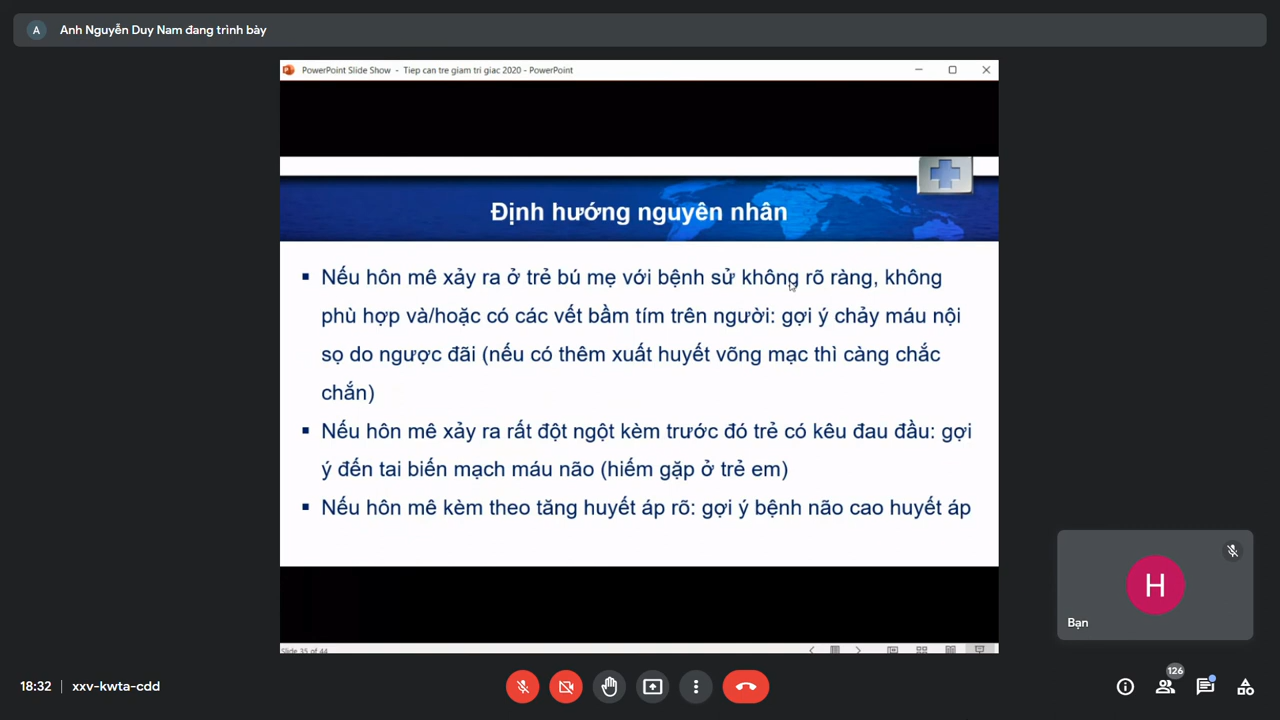 A Anh Nguyễn Duy Nam đang trình bày
PowerPoint Slide Show - Tiep can tre giam tri giac 2020 - PowerPoint
Định hướng nguyên nhân
▪ Nếu hôn mê xảy ra ở trẻ bú mẹ với bệnh sử không rõ ràng, không
phù hợp và/hoặc có các vết bầm tím trên người: gợi ý chảy máu nội
sọ do ngược đãi (nếu có thêm xuất huyết võng mạc thì càng chắc
chắn)
▪ Nếu hôn mê xảy ra rất đột ngột kèm trước đó trẻ có kêu đau đầu: gợi
ý đến tai biến mạch máu não (hiếm gặp ở trẻ em)
▪ Nếu hôn mê kèm theo tăng huyết áp rõ: gợi ý bệnh não cao huyết áp
H
Bạn
Slide 35 of 44
18:32 | xxv-kwta-cdd
126